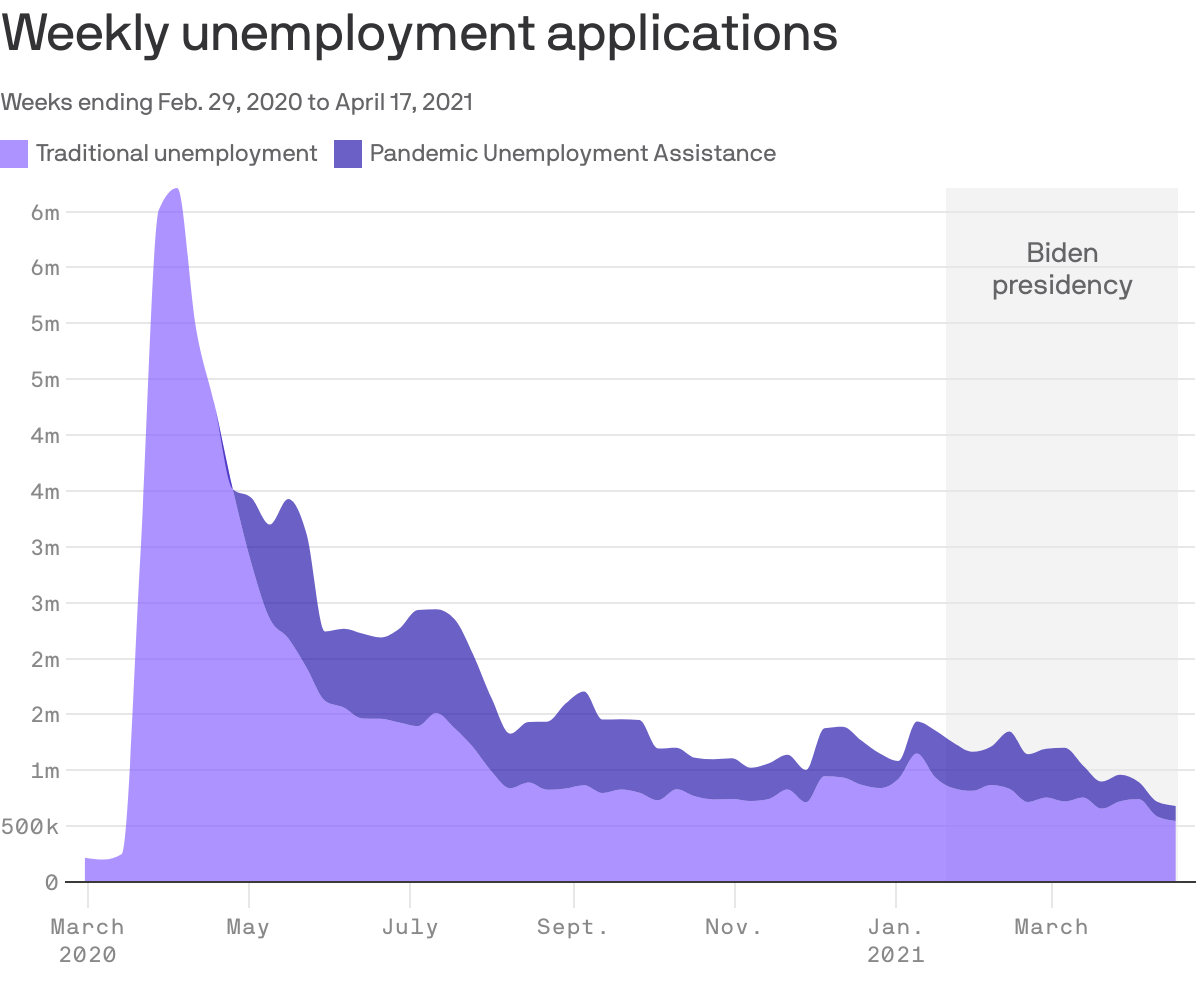 Weekly unemployment applications
Weeks ending Feb. 29, 2020 to April 17, 2021
Traditional unemployment Pandemic Unemployment Assistance
6m
6m
5m
5m
4m
4m
3m
3m
2m
2m
1m
500k
0
Biden
presidency
March May July Sept. Nov. Jan. March
2020 2021